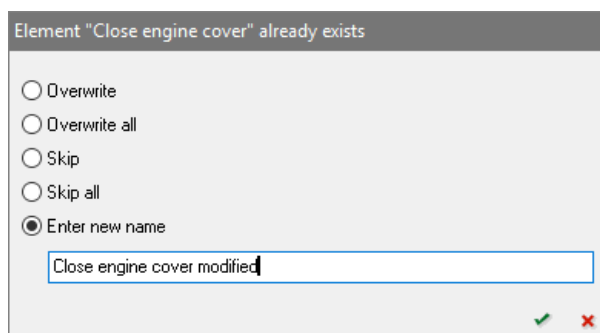 Element "Close engine cover" already exists
Overwrite
Overwrite all
Skip
Skip all
Enter new name
Close engine cover modified